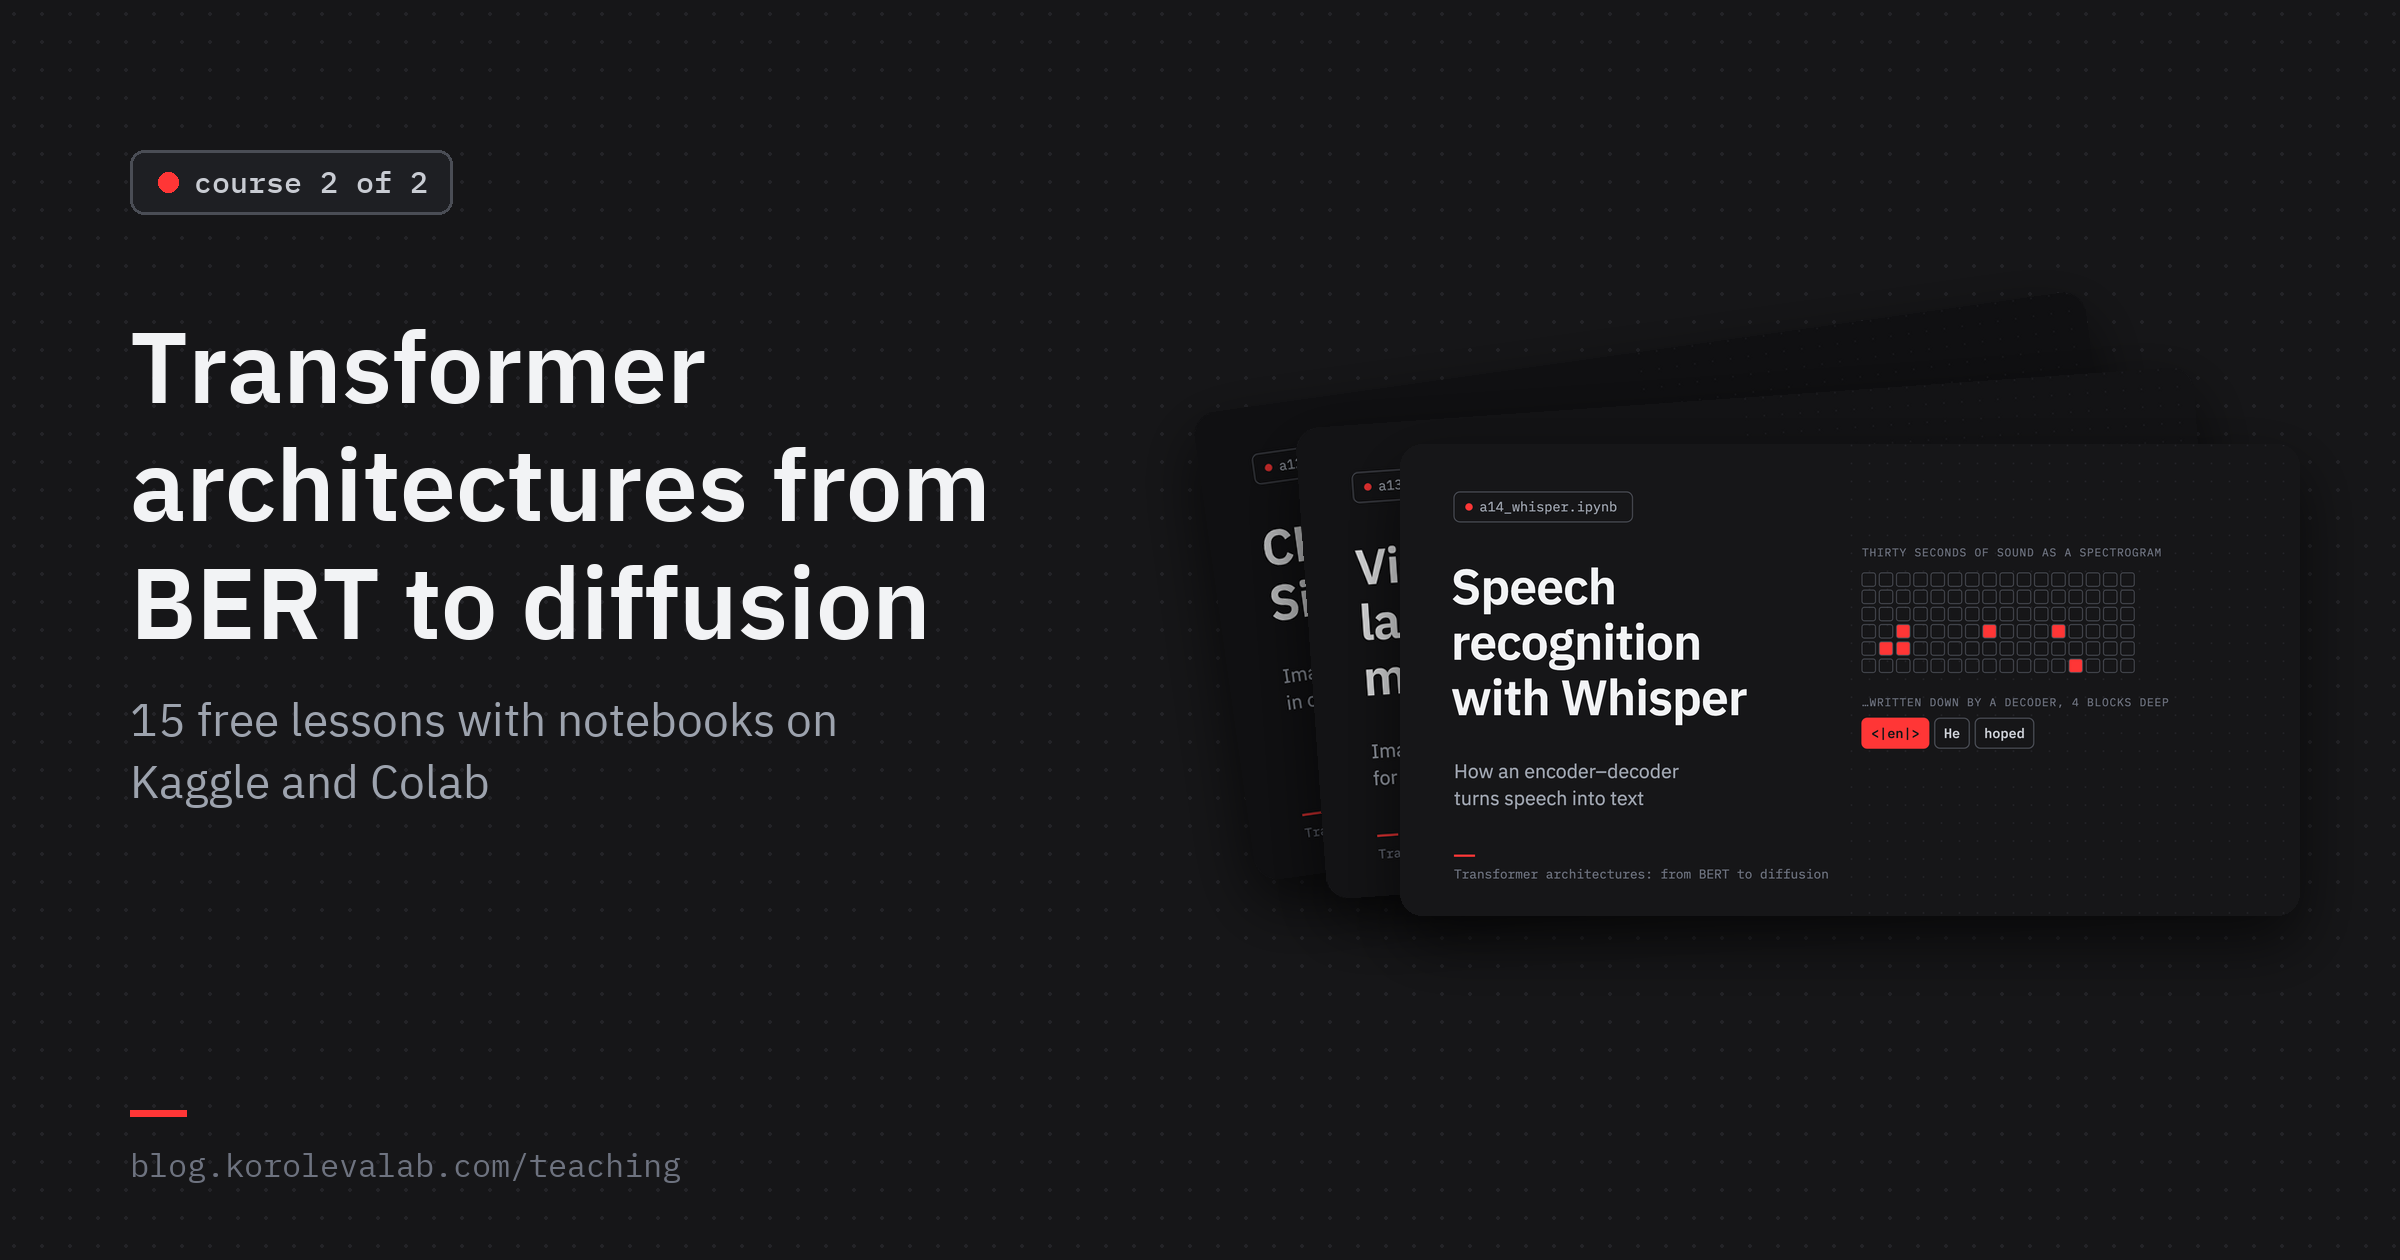 course 2 of 2
Transformer
architectures from
BERT to diffusion
15 free lessons with notebooks on
Kaggle and Colab
blog.korolevalab.com/teaching
a14_whisper.ipynb
Speech
recognition
with Whisper
How an encoder–decoder
turns speech into text
Transformer architectures: from BERT to diffusion
THIRTY SECONDS OF SOUND AS A SPECTROGRAM
…WRITTEN DOWN BY A DECODER, 4 BLOCKS DEEP
<|en|> He hoped